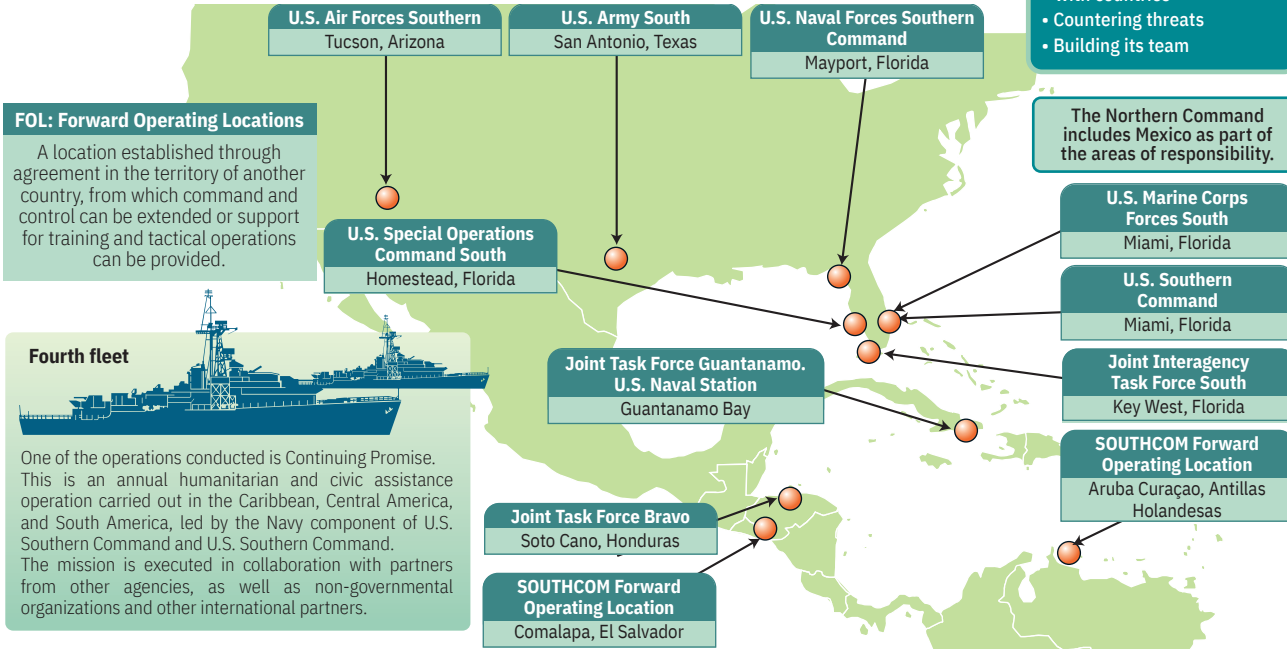 U.S. Air Forces Southern
Tucson, Arizona
U.S. Army South
San Antonio, Texas
U.S. Naval Forces Southern
Command
Mayport, Florida
with countries
• Countering threats
• Building its team
The Northern Command
includes Mexico as part of
the areas of responsibility.
FOL: Forward Operating Locations
A location established through
agreement in the territory of another
country, from which command and
control can be extended or support
for training and tactical operations
can be provided.
U.S. Special Operations
Command South
Homestead, Florida
U.S. Marine Corps
Forces South
Miami, Florida
U.S. Southern
Command
Miami, Florida
Joint Interagency
Task Force South
Key West, Florida
Fourth fleet
One of the operations conducted is Continuing Promise.
This is an annual humanitarian and civic assistance
operation carried out in the Caribbean, Central America,
and South America, led by the Navy component of U.S.
Southern Command and U.S. Southern Command.
The mission is executed in collaboration with partners
from other agencies, as well as non-governmental
organizations and other international partners.
Joint Task Force Guantanamo.
U.S. Naval Station
Guantanamo Bay
SOUTHCOM Forward
Operating Location
Aruba Curaçao, Antillas
Holandesas
Joint Task Force Bravo
Soto Cano, Honduras
SOUTHCOM Forward
Operating Location
Comalapa, El Salvador